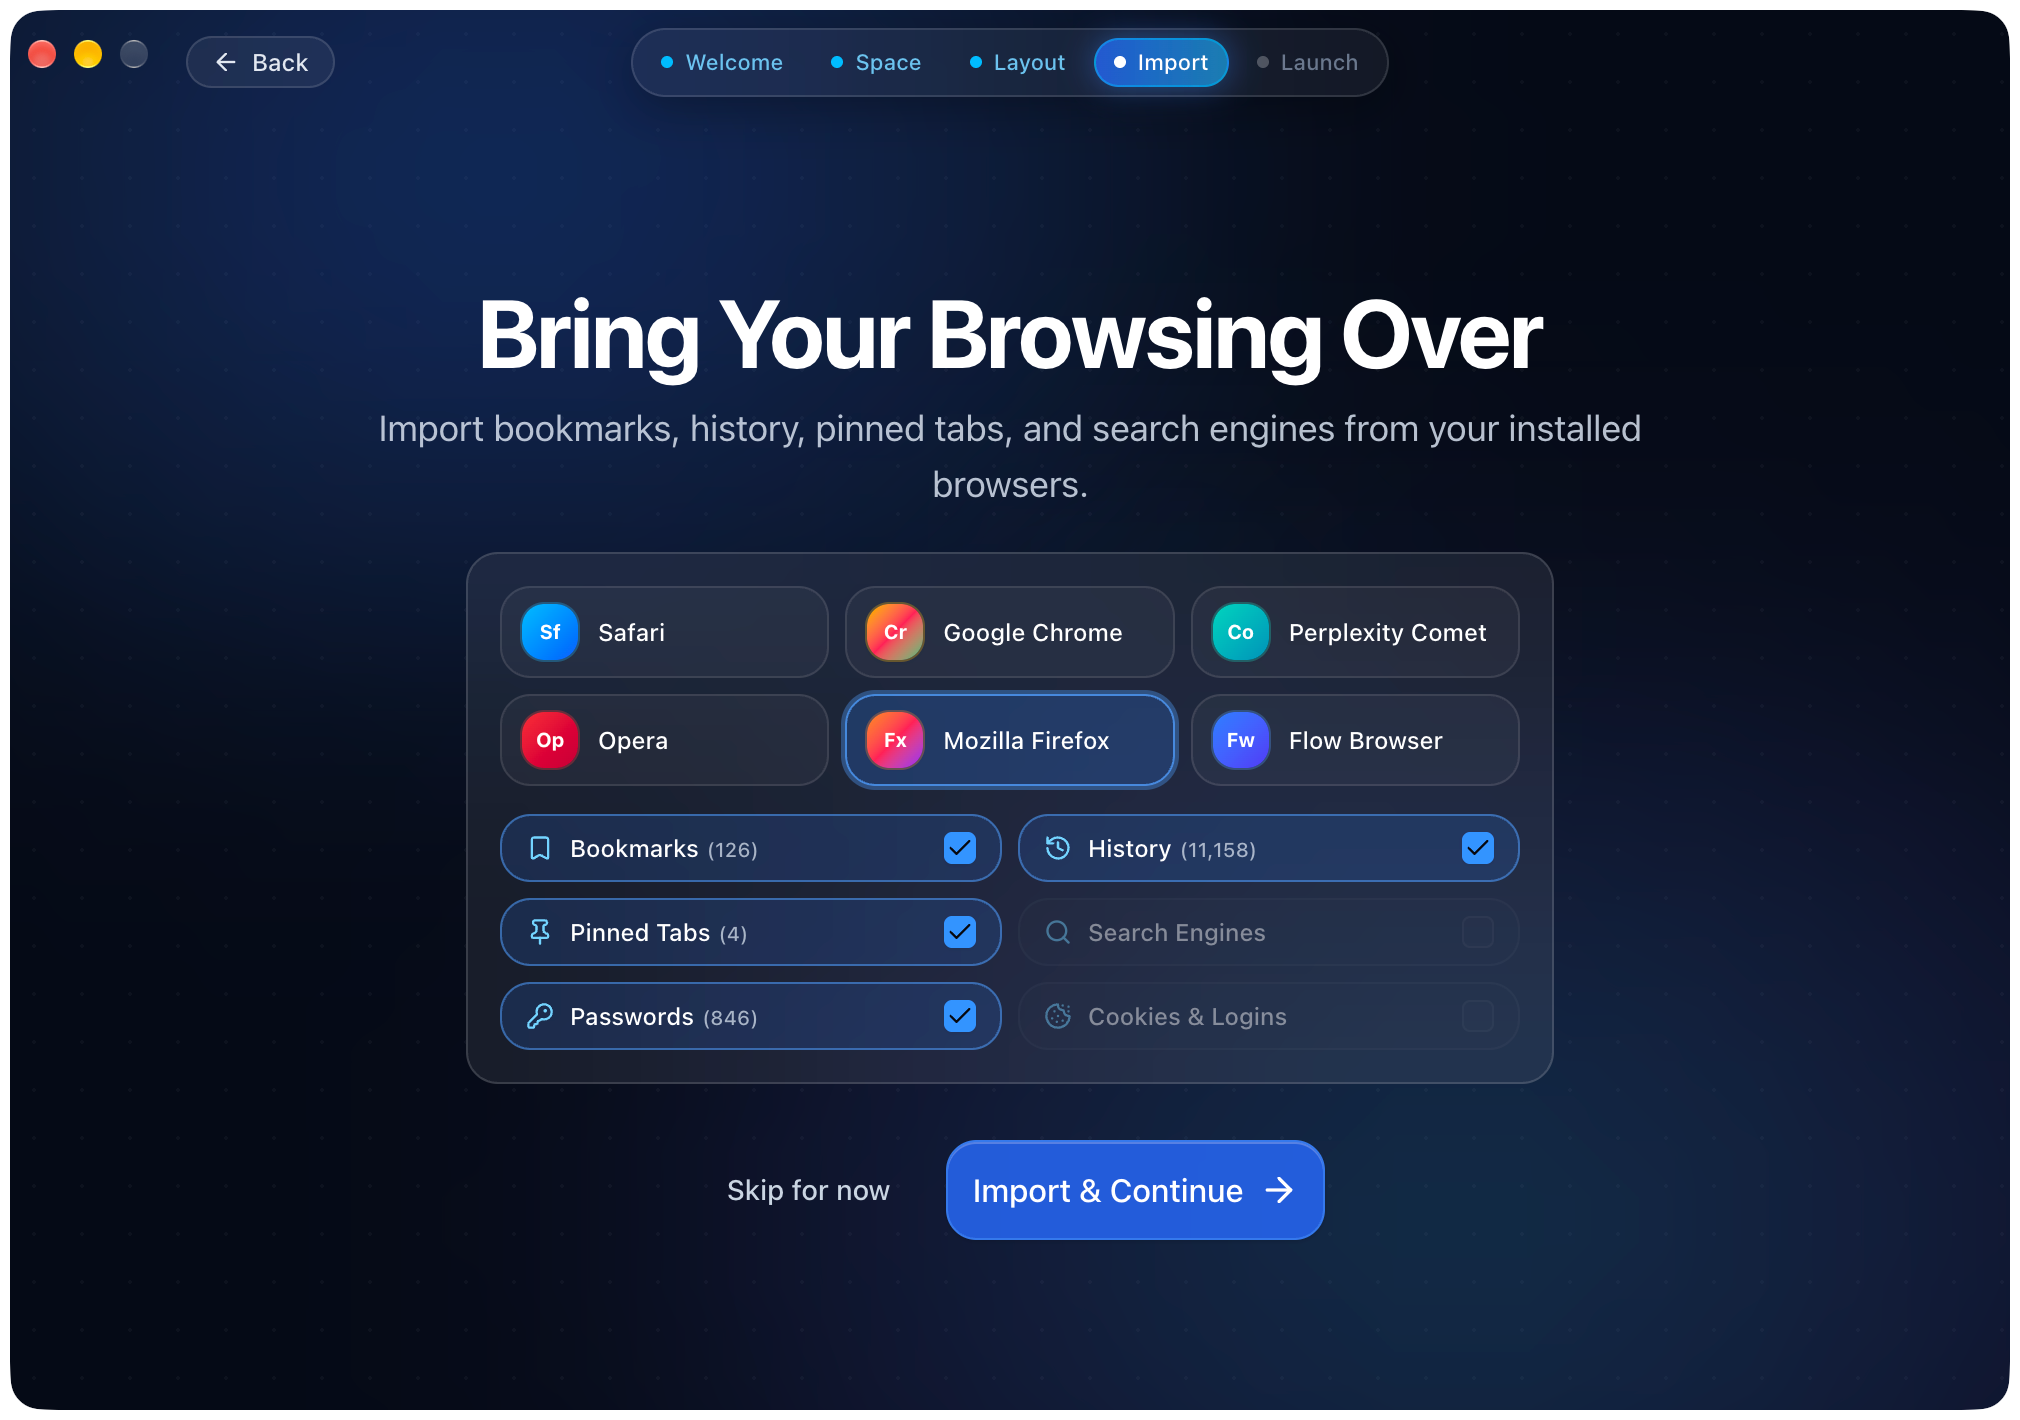 Back
Welcome
Space
Layout
Import
Launch
Bring Your Browsing Over
Import bookmarks, history, pinned tabs, and search engines from your installed
browsers.
Sf Safari
Cr Google Chrome
Co Perplexity Comet
Op Opera
Fx Mozilla Firefox
Fw Flow Browser
Bookmarks (126)
History (11,158)
Pinned Tabs (4)
Search Engines
Passwords (846)
Cookies & Logins
Skip for now
Import & Continue